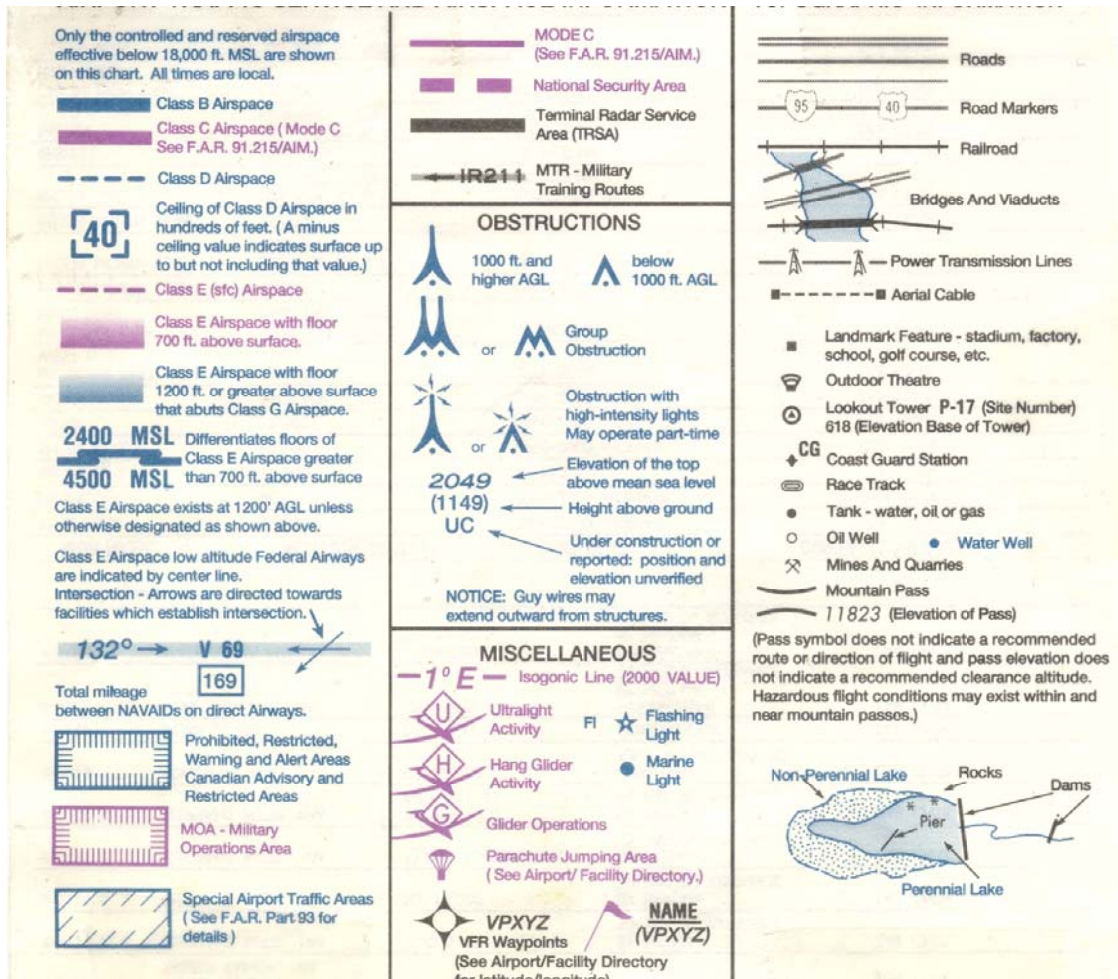 Only the controlled and reserved airspace
effective below 18,000 ft. MSL are shown
on this chart. All times are local.
Class B Airspace
Class C Airspace ( Mode C
See F.A.R. 91.215/AIM.)
Class D Airspace
40
Ceiling of Class D Airspace in
hundreds of feet. ( A minus
ceiling value indicates surface up
to but not including that value.)
Class E (sfc) Airspace
Class E Airspace with floor
700 ft. above surface.
Class E Airspace with floor
1200 ft. or greater above surface
that abuts Class G Airspace.
2400 MSL
4500 MSL
Differentiates floors of
Class E Airspace greater
than 700 ft. above surface
Class E Airspace exists at 1200' AGL unless
otherwise designated as shown above.
Class E Airspace low altitude Federal Airways
are indicated by center line.
Intersection - Arrows are directed towards
facilities which establish intersection.
132° V 69
169
Total mileage
between NAVAIDs on direct Airways.
Prohibited, Restricted,
Warning and Alert Areas
Canadian Advisory and
Restricted Areas
MOA - Military
Operations Area
Special Airport Traffic Areas
( See F.A.R. Part 93 for
details )
MODE C
(See F.A.R. 91.215/AIM.)
National Security Area
Terminal Radar Service
Area (TRSA)
IR211
MTR - Military
Training Routes
OBSTRUCTIONS
1000 ft. and
higher AGL
below
1000 ft. AGL
or
Group
Obstruction
or
Obstruction with
high-intensity lights
May operate part-time
2049
(1149)
UC
Elevation of the top
above mean sea level
Height above ground
Under construction or
reported: position and
elevation unverified
NOTICE: Guy wires may
extend outward from structures.
MISCELLANEOUS
1° E
Isogonic Line (2000 VALUE)
U
Ultralight
Activity
Fl
Flashing
Light
H
Hang Glider
Activity
Marine
Light
G
Glider Operations
Parachute Jumping Area
( See Airport/ Facility Directory.)
VPXYZ
VFR Waypoints
(See Airport/Facility Directory
for latitude/longitude)
NAME
(VPXYZ)
Roads
95
40
Road Markers
Railroad
Bridges And Viaducts
Power Transmission Lines
Aerial Cable
Landmark Feature - stadium, factory,
school, golf course, etc.
Outdoor Theatre
Lookout Tower P-17 (Site Number)
618 (Elevation Base of Tower)
CG
Coast Guard Station
Race Track
Tank - water, oil or gas
Oil Well
Water Well
Mines And Quarries
Mountain Pass
11823 (Elevation of Pass)
(Pass symbol does not indicate a recommended
route or direction of flight and pass elevation does
not indicate a recommended clearance altitude.
Hazardous flight conditions may exist within and
near mountain passes.)
Non-Perennial Lake
Rocks
Dams
Pier
Perennial Lake